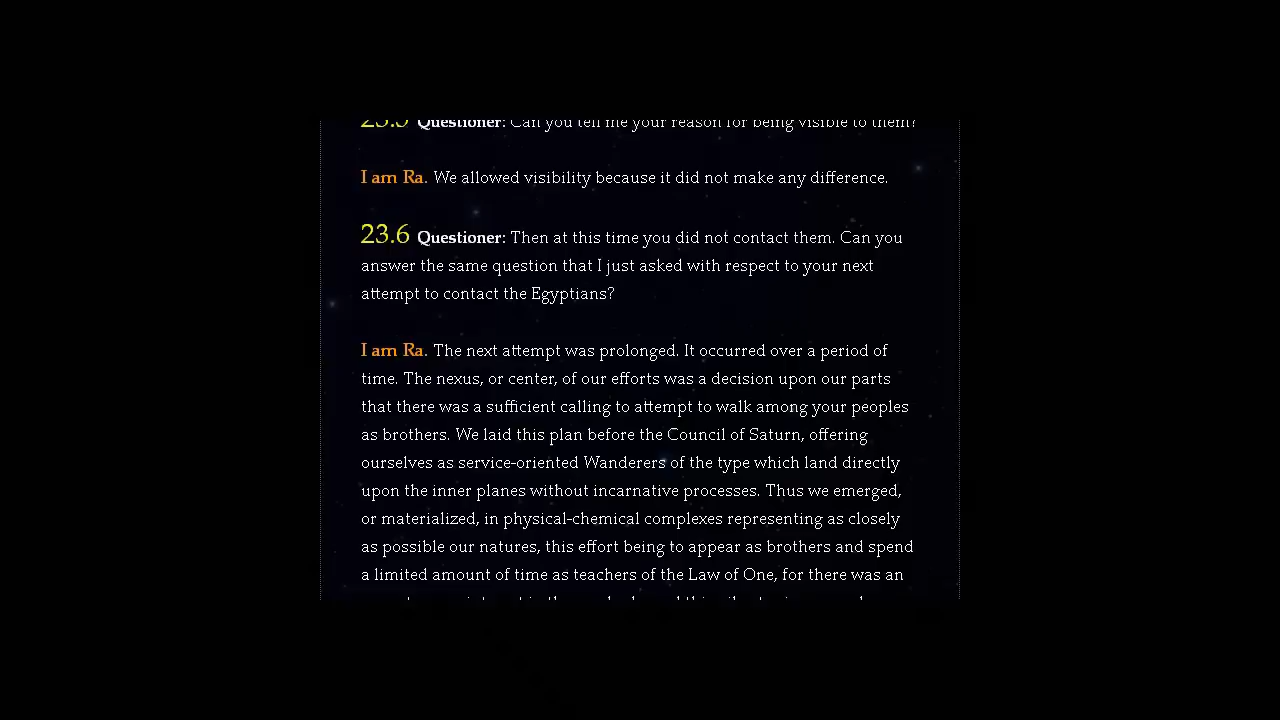 23.5 Questioner: Can you tell me your reason for being visible to them?
I am Ra. We allowed visibility because it did not make any difference.
23.6 Questioner: Then at this time you did not contact them. Can you
answer the same question that I just asked with respect to your next
attempt to contact the Egyptians?
I am Ra. The next attempt was prolonged. It occurred over a period of
time. The nexus, or center, of our efforts was a decision upon our parts
that there was a sufficient calling to attempt to walk among your peoples
as brothers. We laid this plan before the Council of Saturn, offering
ourselves as service-oriented Wanderers of the type which land directly
upon the inner planes without incarnative processes. Thus we emerged,
or materialized, in physical-chemical complexes representing as closely
as possible our natures, this effort being to appear as brothers and spend
a limited amount of time as teachers of the Law of One, for there was an